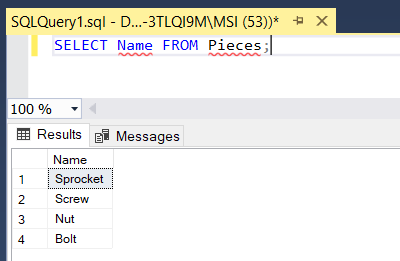 SQLQuery1.sql - D...-3TLQI9M\MSI (53))*
SELECT Name FROM Pieces;
100 %
Results Messages
Name
1 Sprocket
2 Screw
3 Nut
4 Bolt